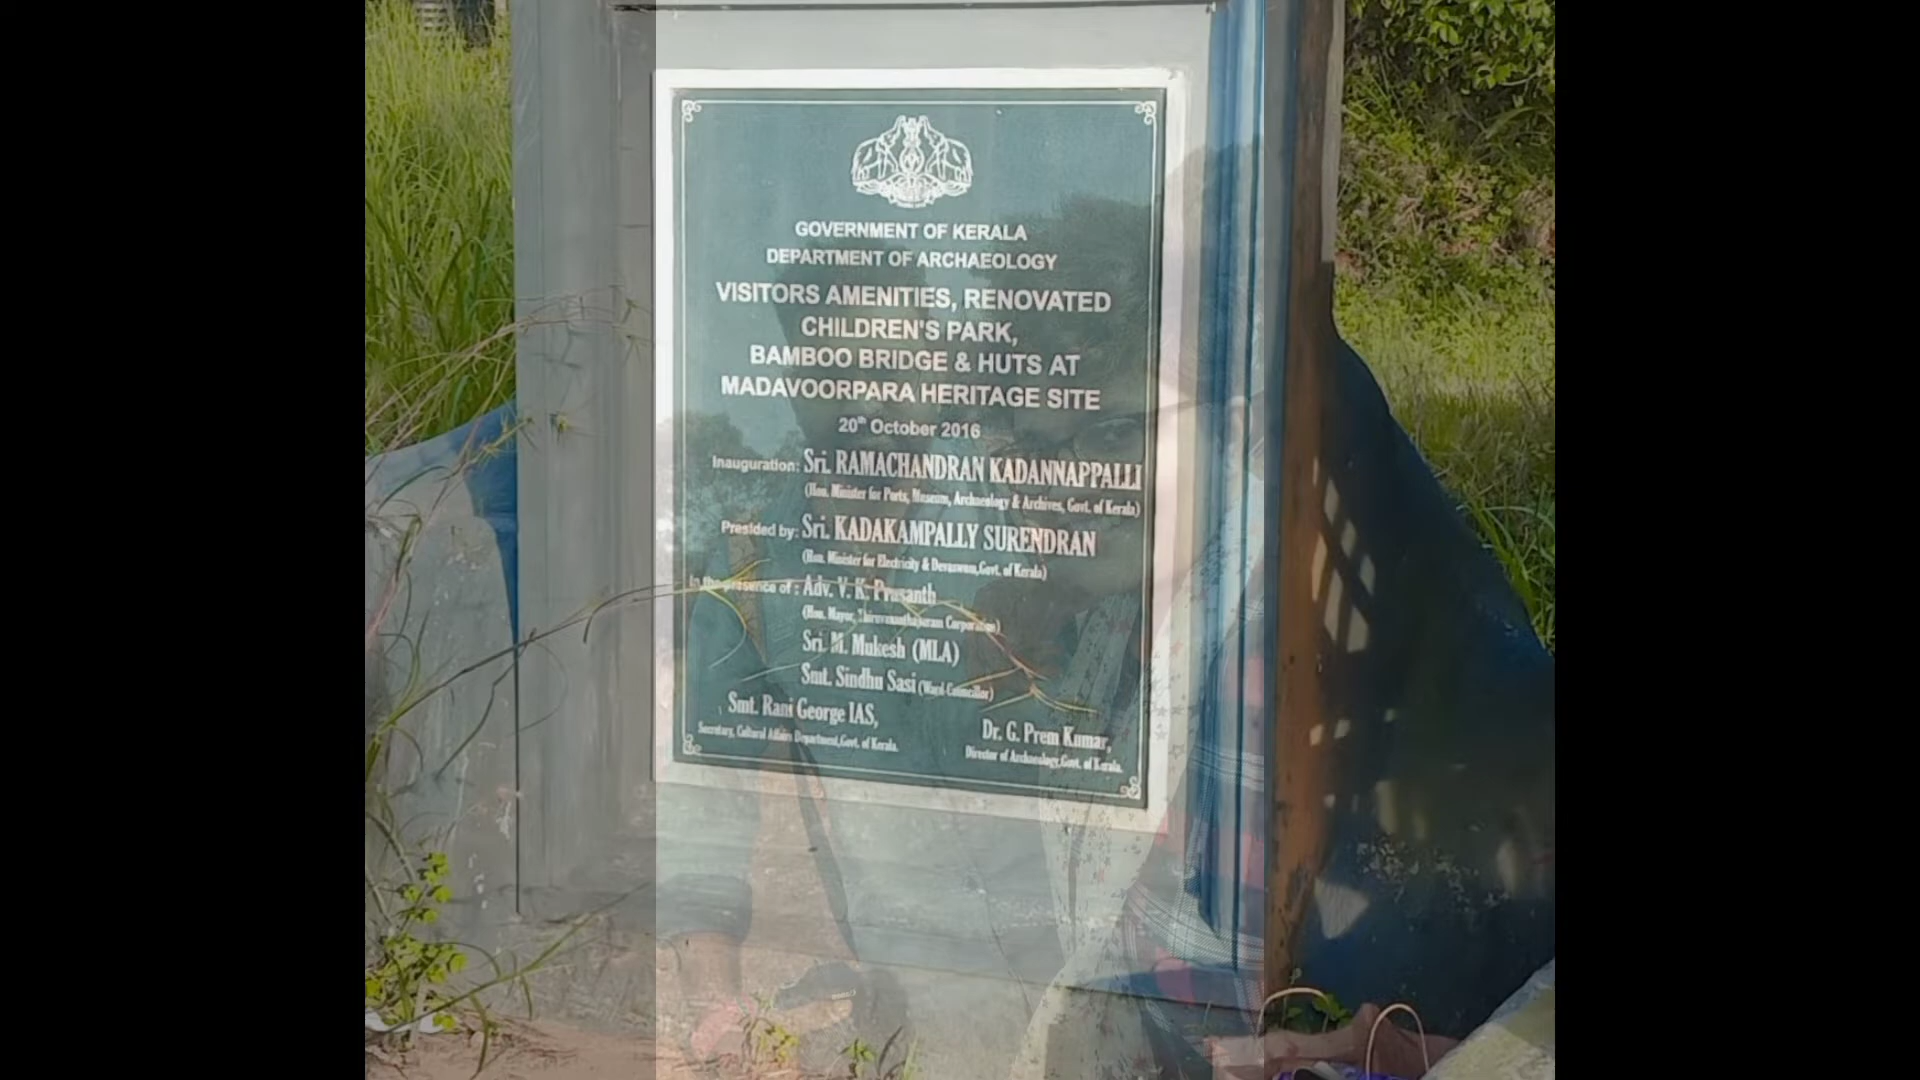 GOVERNMENT OF KERALA
DEPARTMENT OF ARCHAEOLOGY
VISITORS AMENITIES, RENOVATED
CHILDREN'S PARK,
BAMBOO BRIDGE & HUTS AT
MADAVOORPARA HERITAGE SITE
20th October 2016
Inauguration: Sri. RAMACHANDRAN KADANNAPPALLI
(Hon. Minister for Ports, Museum, Archaeology & Archives, Govt. of Kerala)
Presided by: Sri. KADAKAMPALLY SURENDRAN
(Hon. Minister for Electricity & Devaswom,Govt. of Kerala)
In the presence of : Adv. V. K. Prasanth
(Hon. Mayor, Thiruvananthapuram Corporation)
Sri. M. Mukesh (MLA)
Smt. Sindhu Sasi (Ward Councillor)
Smt. Rani George IAS,
Secretary, Cultural Affairs Department,Govt. of Kerala.
Dr. G. Prem Kumar,
Director of Archaeology,Govt. of Kerala.